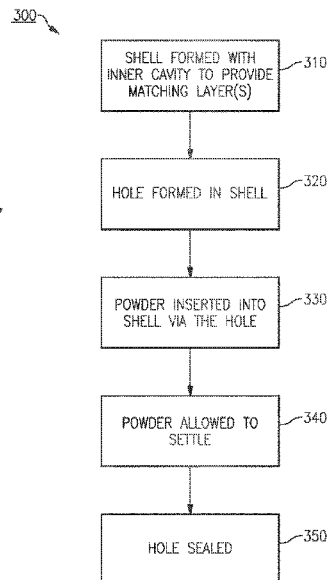 300
SHELL FORMED WITH
INNER CAVITY TO PROVIDE
MATCHING LAYER(S)
310
HOLE FORMED IN SHELL
320
POWDER INSERTED INTO
SHELL VIA THE HOLE
330
POWDER ALLOWED TO
SETTLE
340
HOLE SEALED
350